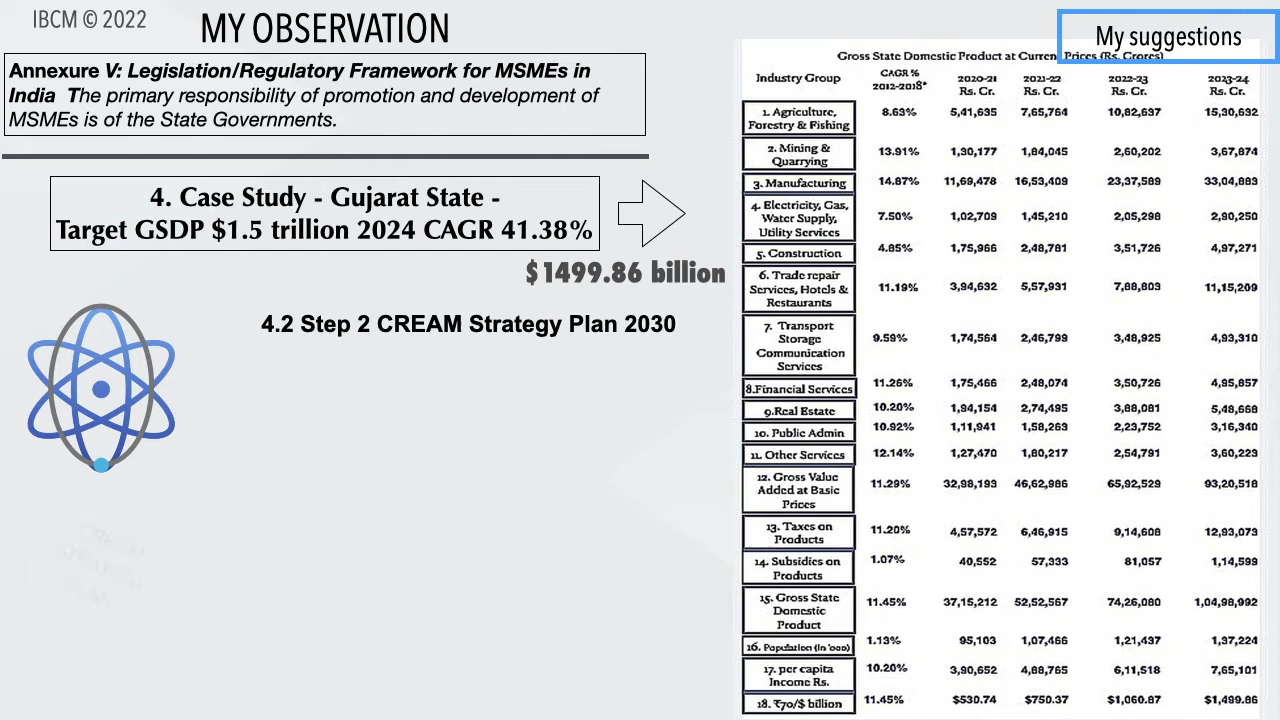 IBCM © 2022
MY OBSERVATION
My suggestions
Annexure V: Legislation/Regulatory Framework for MSMEs in
India The primary responsibility of promotion and development of
MSMEs is of the State Governments.
4. Case Study - Gujarat State -
Target GSDP $1.5 trillion 2024 CAGR 41.38%
$1499.86 billion
4.2 Step 2 CREAM Strategy Plan 2030
Gross State Domestic Product at Current Prices (Rs. Crores)
Industry Group CAGR % 2012-2018* 2020-21 Rs. Cr. 2021-22 Rs. Cr. 2022-23 Rs. Cr. 2023-24 Rs. Cr.
1. Agriculture, Forestry & Fishing 8.63% 5,41,635 7,65,764 10,82,637 15,30,632
2. Mining & Quarrying 13.91% 1,30,177 1,84,045 2,60,202 3,67,874
3. Manufacturing 14.87% 11,69,478 16,53,409 23,37,589 33,04,883
4. Electricity, Gas, Water Supply, Utility Services 7.50% 1,02,709 1,45,210 2,05,298 2,90,250
5. Construction 4.85% 1,75,966 2,48,781 3,51,726 4,97,271
6. Trade repair Services, Hotels & Restaurants 11.19% 3,94,632 5,57,931 7,88,803 11,15,209
7. Transport Storage Communication Services 9.59% 1,74,564 2,46,799 3,48,925 4,93,310
8.Financial Services 11.26% 1,75,466 2,48,074 3,50,726 4,95,857
9.Real Estate 10.20% 1,94,154 2,74,495 3,88,081 5,48,668
10. Public Admin 10.92% 1,11,941 1,58,263 2,23,752 3,16,340
11. Other Services 12.14% 1,27,470 1,80,217 2,54,791 3,60,223
12. Gross Value Added at Basic Prices 11.29% 32,98,193 46,62,986 65,92,529 93,20,518
13. Taxes on Products 11.20% 4,57,572 6,46,915 9,14,608 12,93,073
14. Subsidies on Products 1.07% 40,552 57,333 81,057 1,14,599
15. Gross State Domestic Product 11.45% 37,15,212 52,52,567 74,26,080 1,04,98,992
16. Population (in '000) 1.13% 95,103 1,07,466 1,21,437 1,37,224
17. per capita Income Rs. 10.20% 3,90,652 4,88,765 6,11,518 7,65,101
18. ₹70/$ billion 11.45% $530.74 $750.37 $1,060.87 $1,499.86